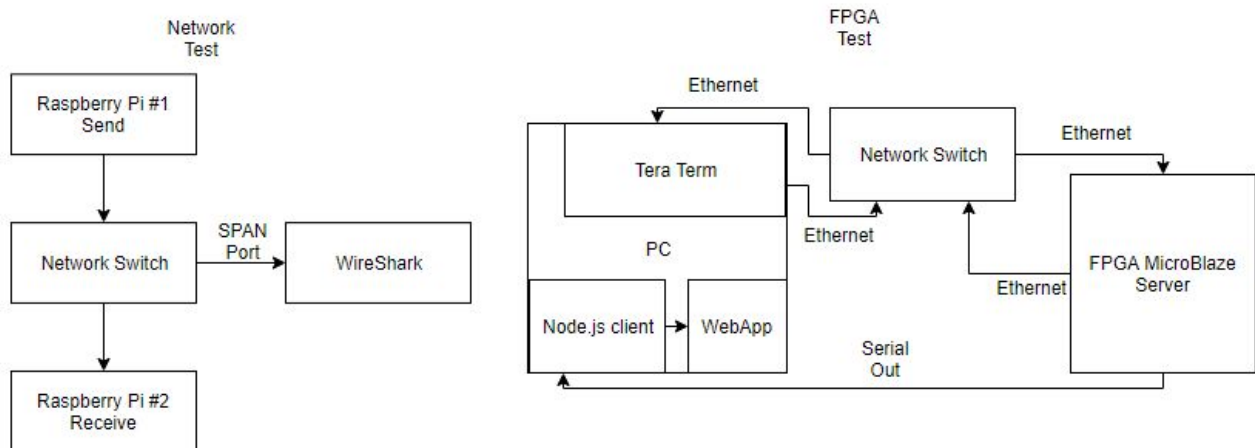 Network
Test
Raspberry Pi #1
Send
Network Switch
SPAN
Port
WireShark
Raspberry Pi #2
Receive
FPGA
Test
Ethernet
Tera Term
Network Switch
Ethernet
Ethernet
PC
FPGA MicroBlaze
Server
Ethernet
Node.js client
WebApp
Serial
Out